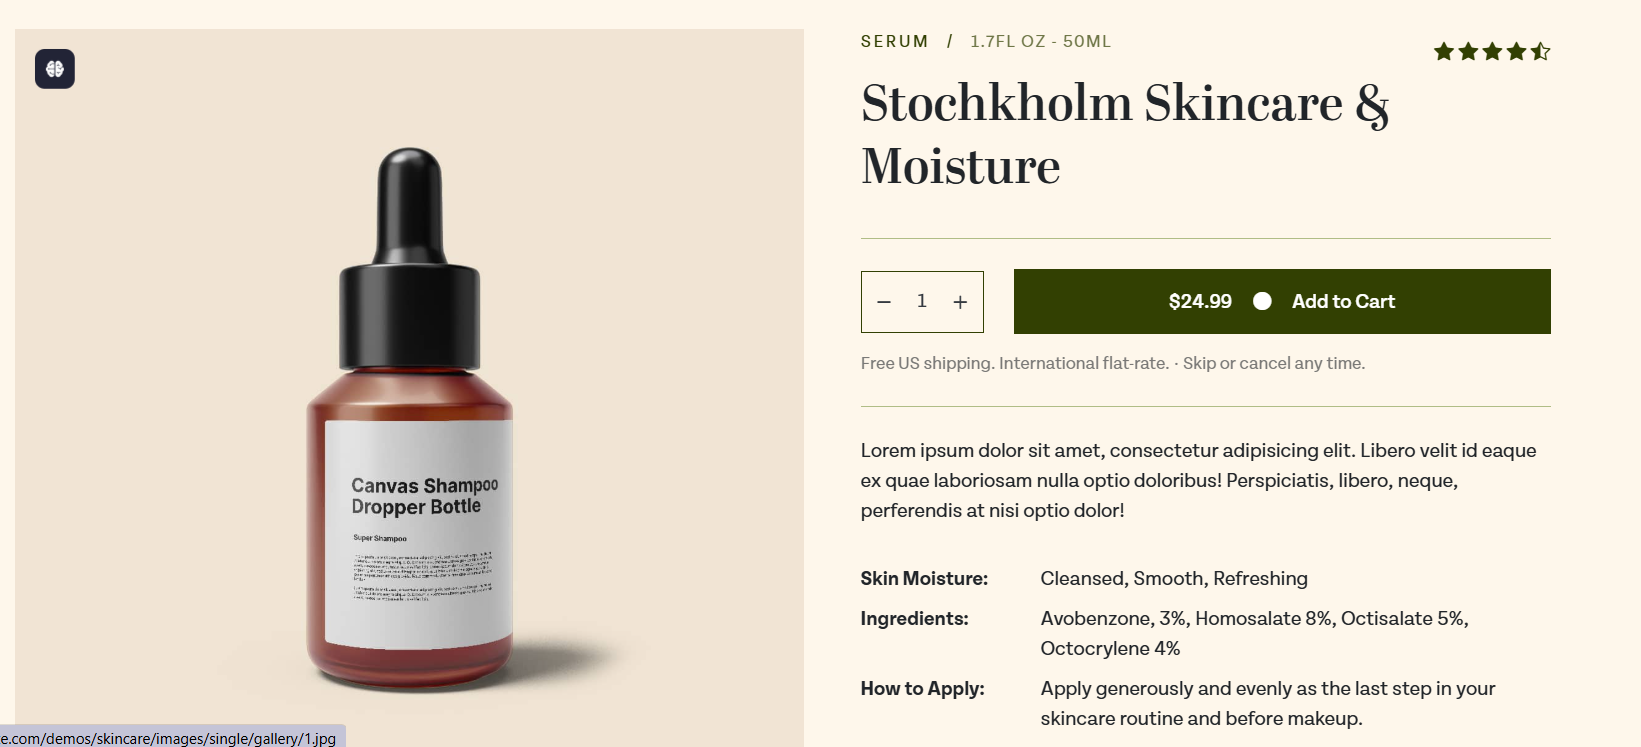 SERUM / 1.7FL OZ - 50ML
Stochkholm Skincare &
Moisture
− 1 +
$24.99 Add to Cart
Free US shipping. International flat-rate. · Skip or cancel any time.
Lorem ipsum dolor sit amet, consectetur adipisicing elit. Libero velit id eaque
ex quae laboriosam nulla optio doloribus! Perspiciatis, libero, neque,
perferendis at nisi optio dolor!
Skin Moisture: Cleansed, Smooth, Refreshing
Ingredients: Avobenzone, 3%, Homosalate 8%, Octisalate 5%,
Octocrylene 4%
How to Apply: Apply generously and evenly as the last step in your
skincare routine and before makeup.
Canvas Shampoo
Dropper Bottle
Super Shampoo
e.com/demos/skincare/images/single/gallery/1.jpg